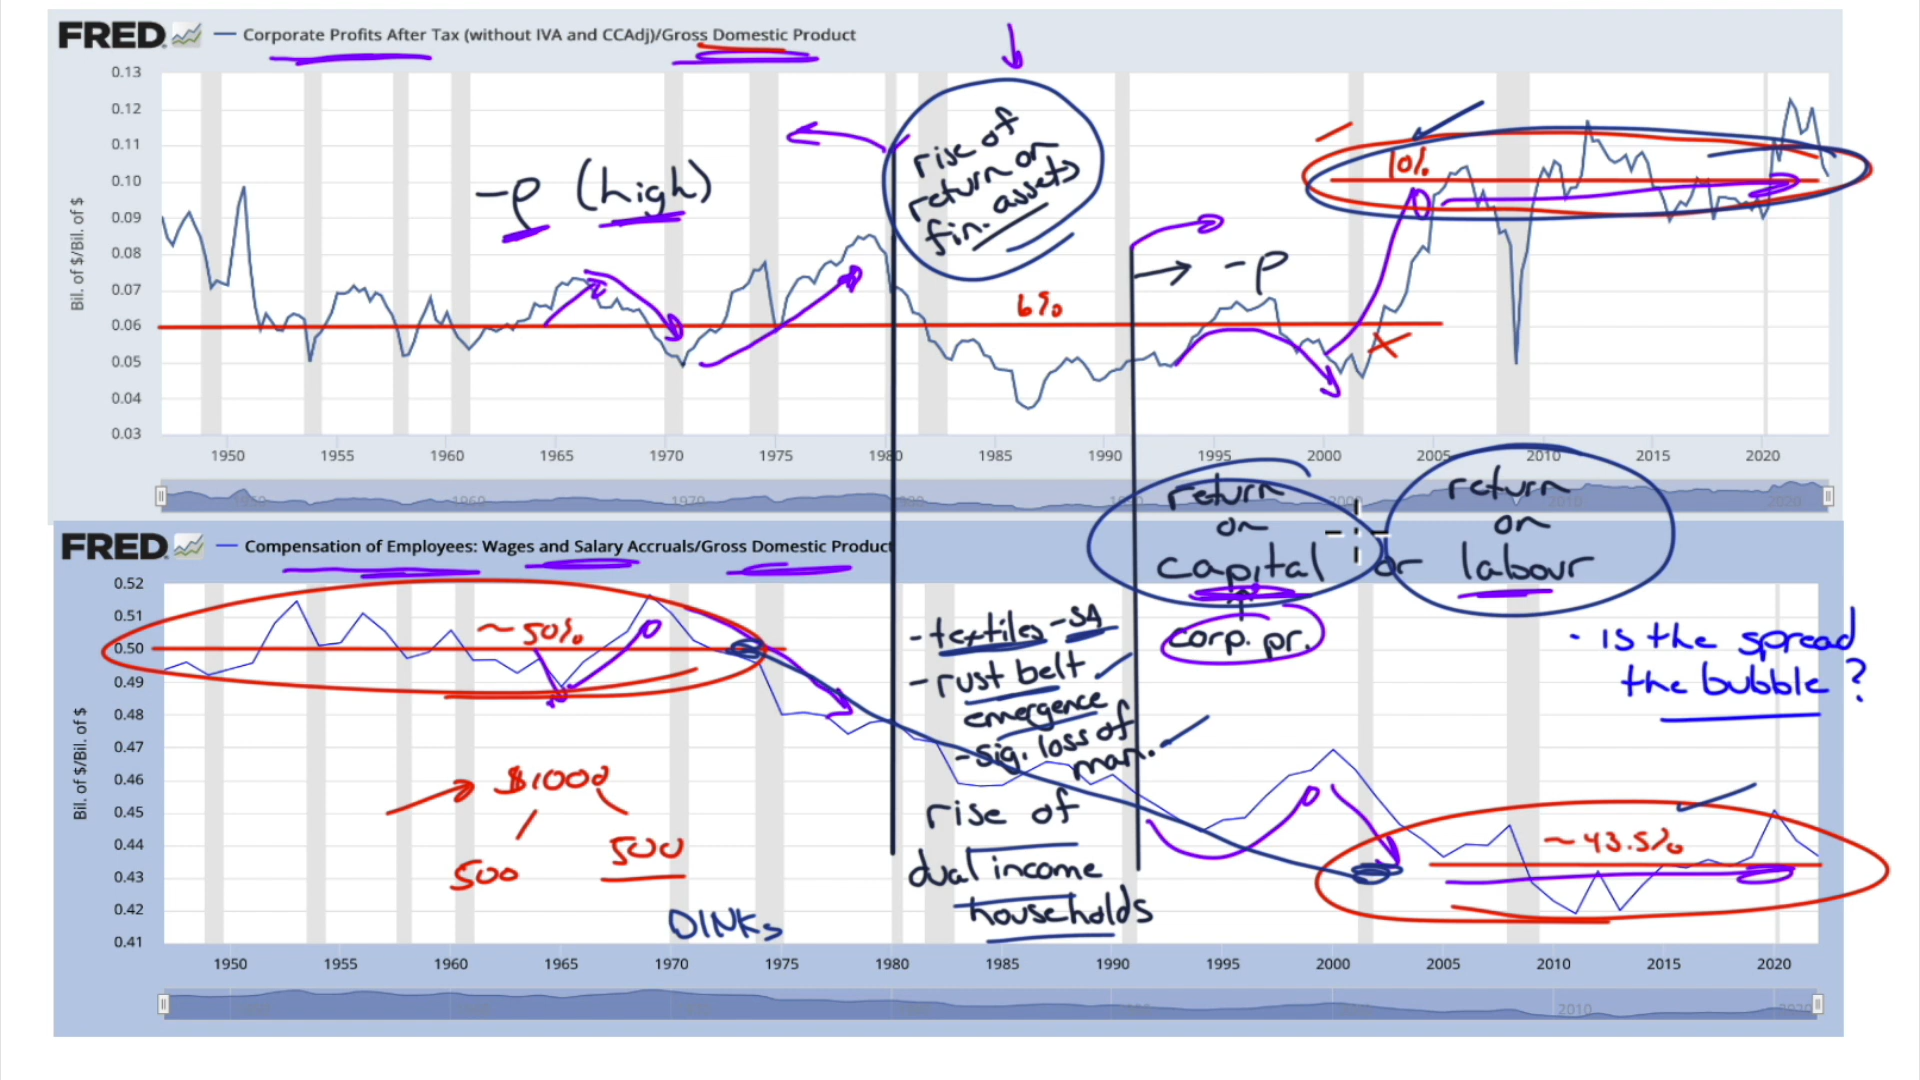 FRED — Corporate Profits After Tax (without IVA and CCAdj)/Gross Domestic Product
0.13
0.12
0.11
0.10
0.09
0.08
0.07
0.06
0.05
0.04
0.03
Bil. of $/Bil. of $
-ρ (high)
rise of
return on
fin. assets
6%
→ -ρ
10%
1950 1955 1960 1965 1970 1975 1980 1985 1990 1995 2000 2005 2010 2015 2020
1960 1970 2000 2010 2020
return
on
capital
or
return
on
labour
corp. pr.
FRED — Compensation of Employees: Wages and Salary Accruals/Gross Domestic Product
0.52
0.51
0.50
0.49
0.48
0.47
0.46
0.45
0.44
0.43
0.42
0.41
Bil. of $/Bil. of $
~50%
$1000
500
500
DINKs
-textiles-SA
-rust belt
emergence
-sig. loss of
man.
rise of
dual income
households
· is the spread
the bubble?
~43.5%
1950 1955 1960 1965 1970 1975 1980 1985 1990 1995 2000 2005 2010 2015 2020
2010